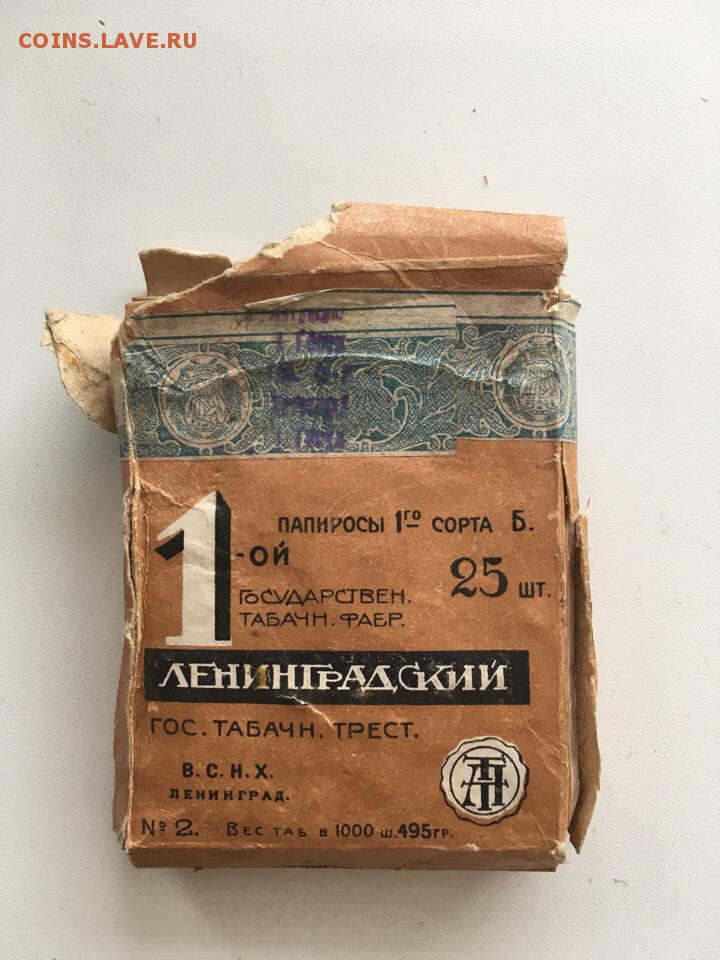 COINS.LAVE.RU
ПАПИРОСЫ 1го СОРТА Б.
1-ОЙ
25 ШТ.
ГОСУДАРСТВЕН.
ТАБАЧН. ФАБР.
ЛЕНИНГРАДСКИЙ
ГОС. ТАБАЧН. ТРЕСТ.
В.С.Н.Х.
ЛЕНИНГРАД.
№ 2. ВЕС ТАБ. В 1000 Ш. 495 ГР.